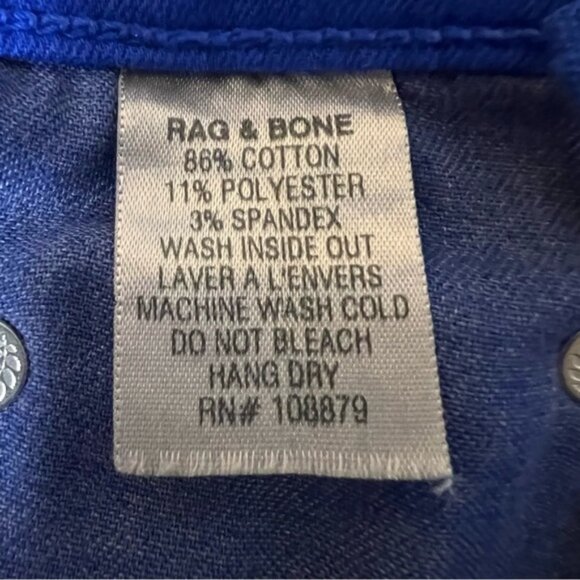 RAG & BONE
86% COTTON
11% POLYESTER
3% SPANDEX
WASH INSIDE OUT
LAVER A L'ENVERS
MACHINE WASH COLD
DO NOT BLEACH
HANG DRY
RN# 108879